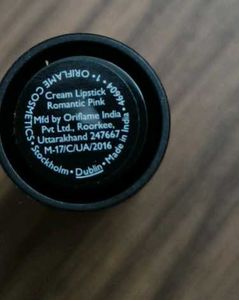 Cream Lipstick
Romantic Pink
Mfd by Oriflame India
Pvt Ltd., Roorkee,
Uttarakhand 247667
M-17/C/UA/2016
ORIFLAME COSMETICS • Stockholm • Dublin • Made in India • 46604 •